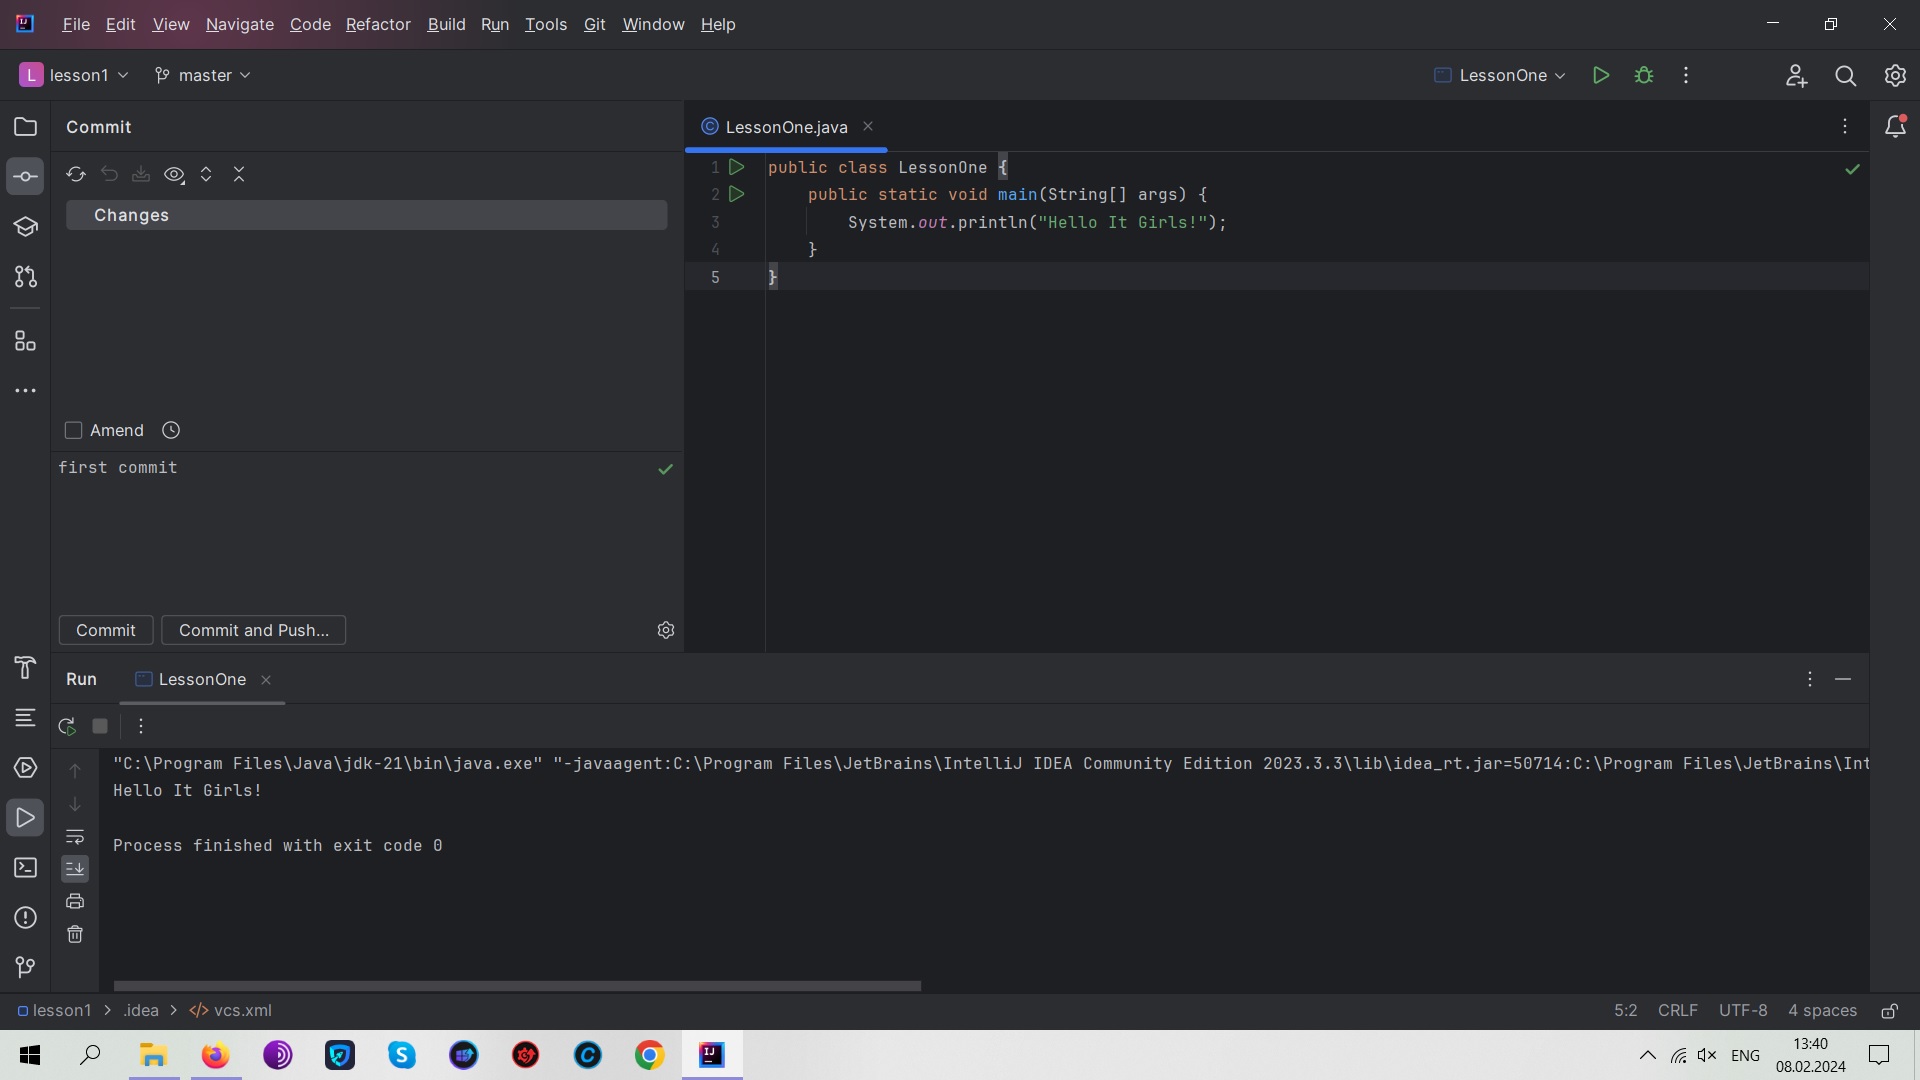 File Edit View Navigate Code Refactor Build Run Tools Git Window Help
L lesson1 master LessonOne
Commit
Changes
Amend
first commit
Commit Commit and Push...
LessonOne.java
1 public class LessonOne {
2 public static void main(String[] args) {
3 System.out.println("Hello It Girls!");
4 }
5 }
Run LessonOne
"C:\Program Files\Java\jdk-21\bin\java.exe" "-javaagent:C:\Program Files\JetBrains\IntelliJ IDEA Community Edition 2023.3.3\lib\idea_rt.jar=50714:C:\Program Files\JetBrains\Int
Hello It Girls!
Process finished with exit code 0
lesson1 > .idea > </> vcs.xml 5:2 CRLF UTF-8 4 spaces
ENG 13:40
08.02.2024